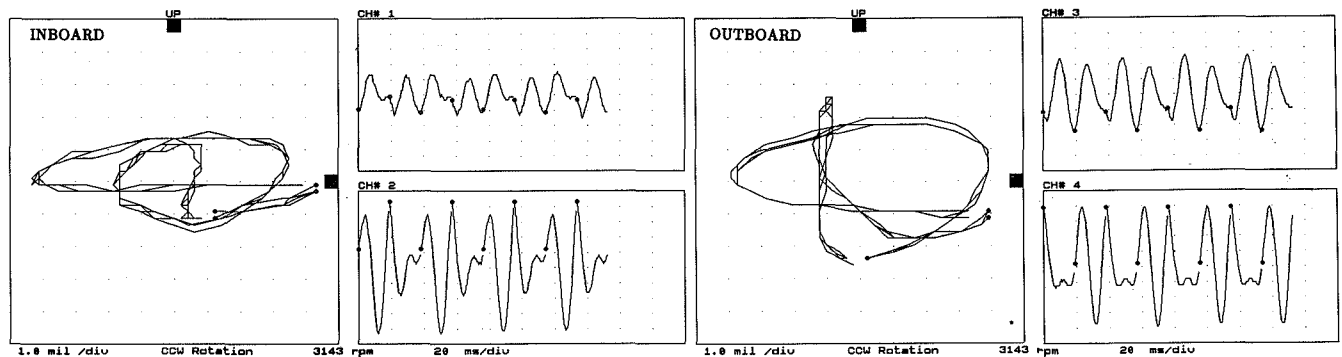 UP
INBOARD
CH# 1
CH# 2
1.0 mil /div CCW Rotation 3143 rpm 20 ms/div
UP
OUTBOARD
CH# 3
CH# 4
1.0 mil /div CCW Rotation 3143 rpm 20 ms/div